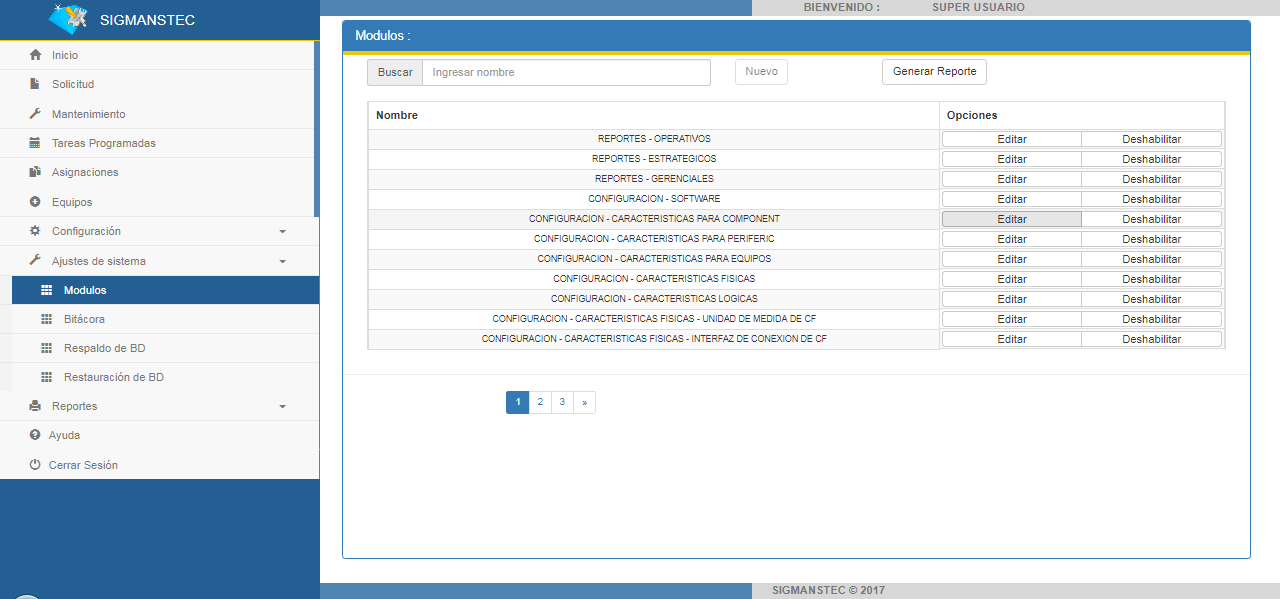 SIGMANSTEC
BIENVENIDO : SUPER USUARIO
Inicio
Solicitud
Mantenimiento
Tareas Programadas
Asignaciones
Equipos
Configuración
Ajustes de sistema
Modulos
Bitácora
Respaldo de BD
Restauración de BD
Reportes
Ayuda
Cerrar Sesión
Modulos :
Buscar Ingresar nombre Nuevo Generar Reporte
Nombre Opciones
REPORTES - OPERATIVOS Editar Deshabilitar
REPORTES - ESTRATEGICOS Editar Deshabilitar
REPORTES - GERENCIALES Editar Deshabilitar
CONFIGURACION - SOFTWARE Editar Deshabilitar
CONFIGURACION - CARACTERISTICAS PARA COMPONENT Editar Deshabilitar
CONFIGURACION - CARACTERISTICAS PARA PERIFERIC Editar Deshabilitar
CONFIGURACION - CARACTERISTICAS PARA EQUIPOS Editar Deshabilitar
CONFIGURACION - CARACTERISTICAS FISICAS Editar Deshabilitar
CONFIGURACION - CARACTERISTICAS LOGICAS Editar Deshabilitar
CONFIGURACION - CARACTERISTICAS FISICAS - UNIDAD DE MEDIDA DE CF Editar Deshabilitar
CONFIGURACION - CARACTERISTICAS FISICAS - INTERFAZ DE CONEXION DE CF Editar Deshabilitar
1 2 3 »
SIGMANSTEC © 2017